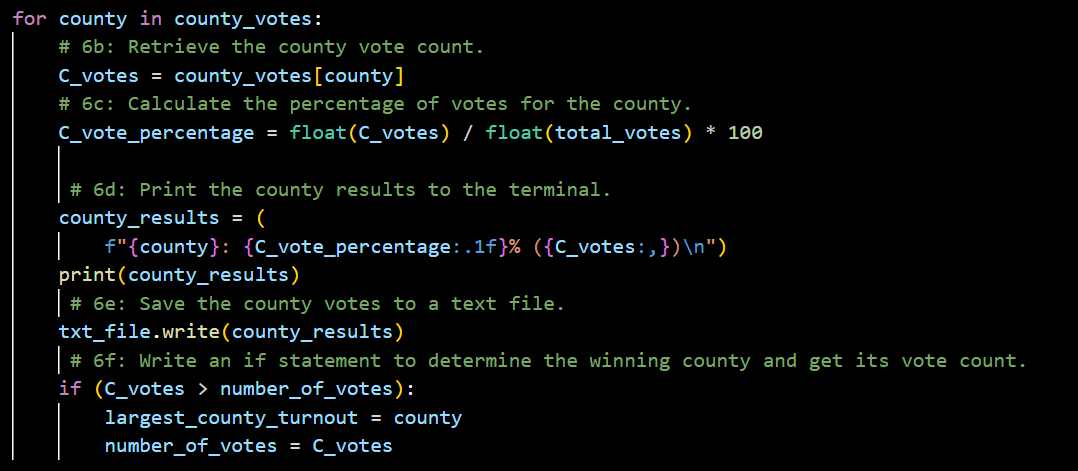 for county in county_votes:
    # 6b: Retrieve the county vote count.
    C_votes = county_votes[county]
    # 6c: Calculate the percentage of votes for the county.
    C_vote_percentage = float(C_votes) / float(total_votes) * 100
     # 6d: Print the county results to the terminal.
    county_results = (
        f"{county}: {C_vote_percentage:.1f}% ({C_votes:,})\n")
    print(county_results)
     # 6e: Save the county votes to a text file.
    txt_file.write(county_results)
     # 6f: Write an if statement to determine the winning county and get its vote count.
    if (C_votes > number_of_votes):
        largest_county_turnout = county
        number_of_votes = C_votes